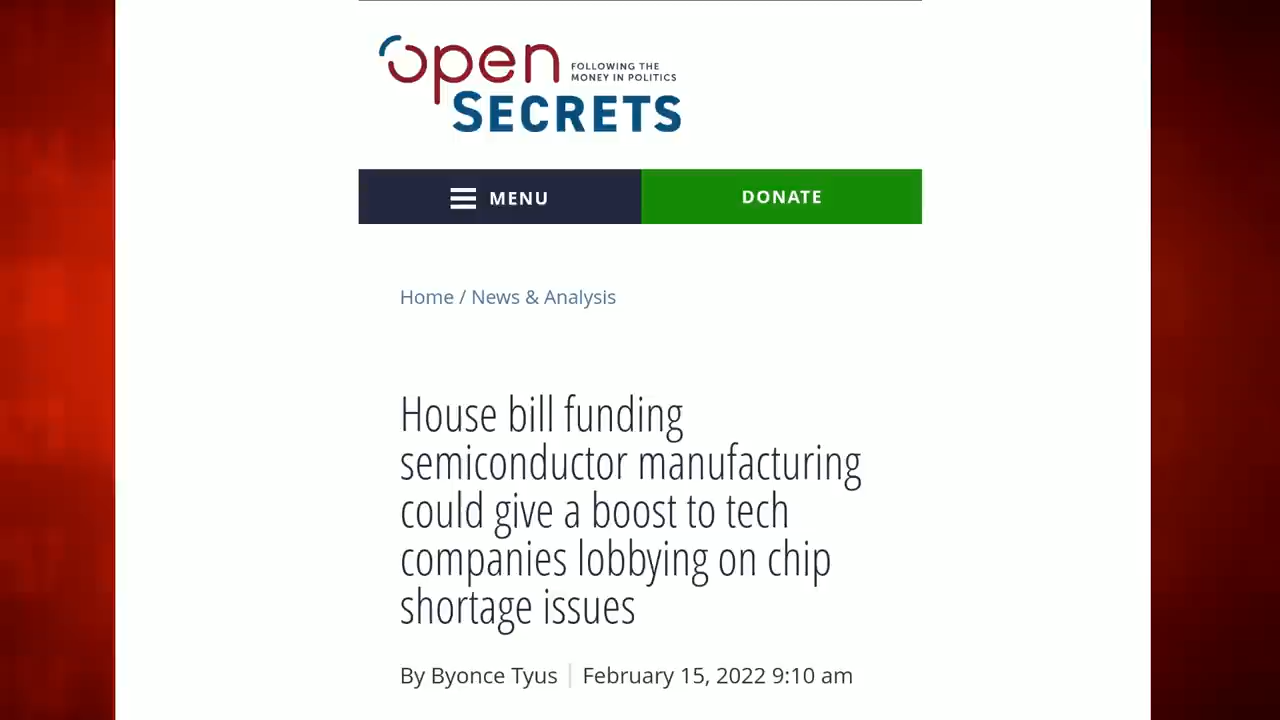 open
FOLLOWING THE
MONEY IN POLITICS
SECRETS
MENU
DONATE
Home / News & Analysis
House bill funding
semiconductor manufacturing
could give a boost to tech
companies lobbying on chip
shortage issues
By Byonce Tyus | February 15, 2022 9:10 am